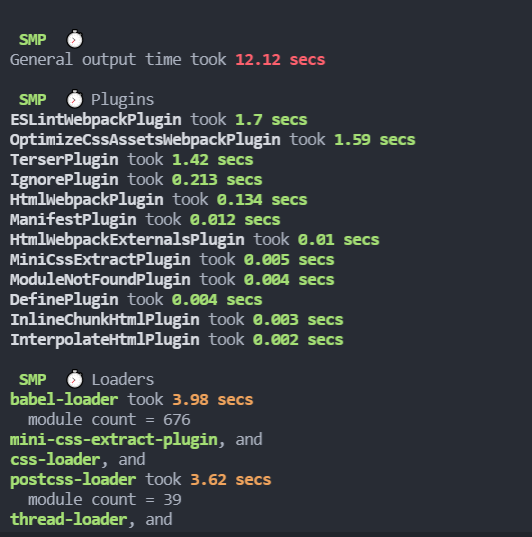 SMP ⏱
General output time took 12.12 secs
SMP ⏱ Plugins
ESLintWebpackPlugin took 1.7 secs
OptimizeCssAssetsWebpackPlugin took 1.59 secs
TerserPlugin took 1.42 secs
IgnorePlugin took 0.213 secs
HtmlWebpackPlugin took 0.134 secs
ManifestPlugin took 0.012 secs
HtmlWebpackExternalsPlugin took 0.01 secs
MiniCssExtractPlugin took 0.005 secs
ModuleNotFoundPlugin took 0.004 secs
DefinePlugin took 0.004 secs
InlineChunkHtmlPlugin took 0.003 secs
InterpolateHtmlPlugin took 0.002 secs
SMP ⏱ Loaders
babel-loader took 3.98 secs
module count = 676
mini-css-extract-plugin, and
css-loader, and
postcss-loader took 3.62 secs
module count = 39
thread-loader, and